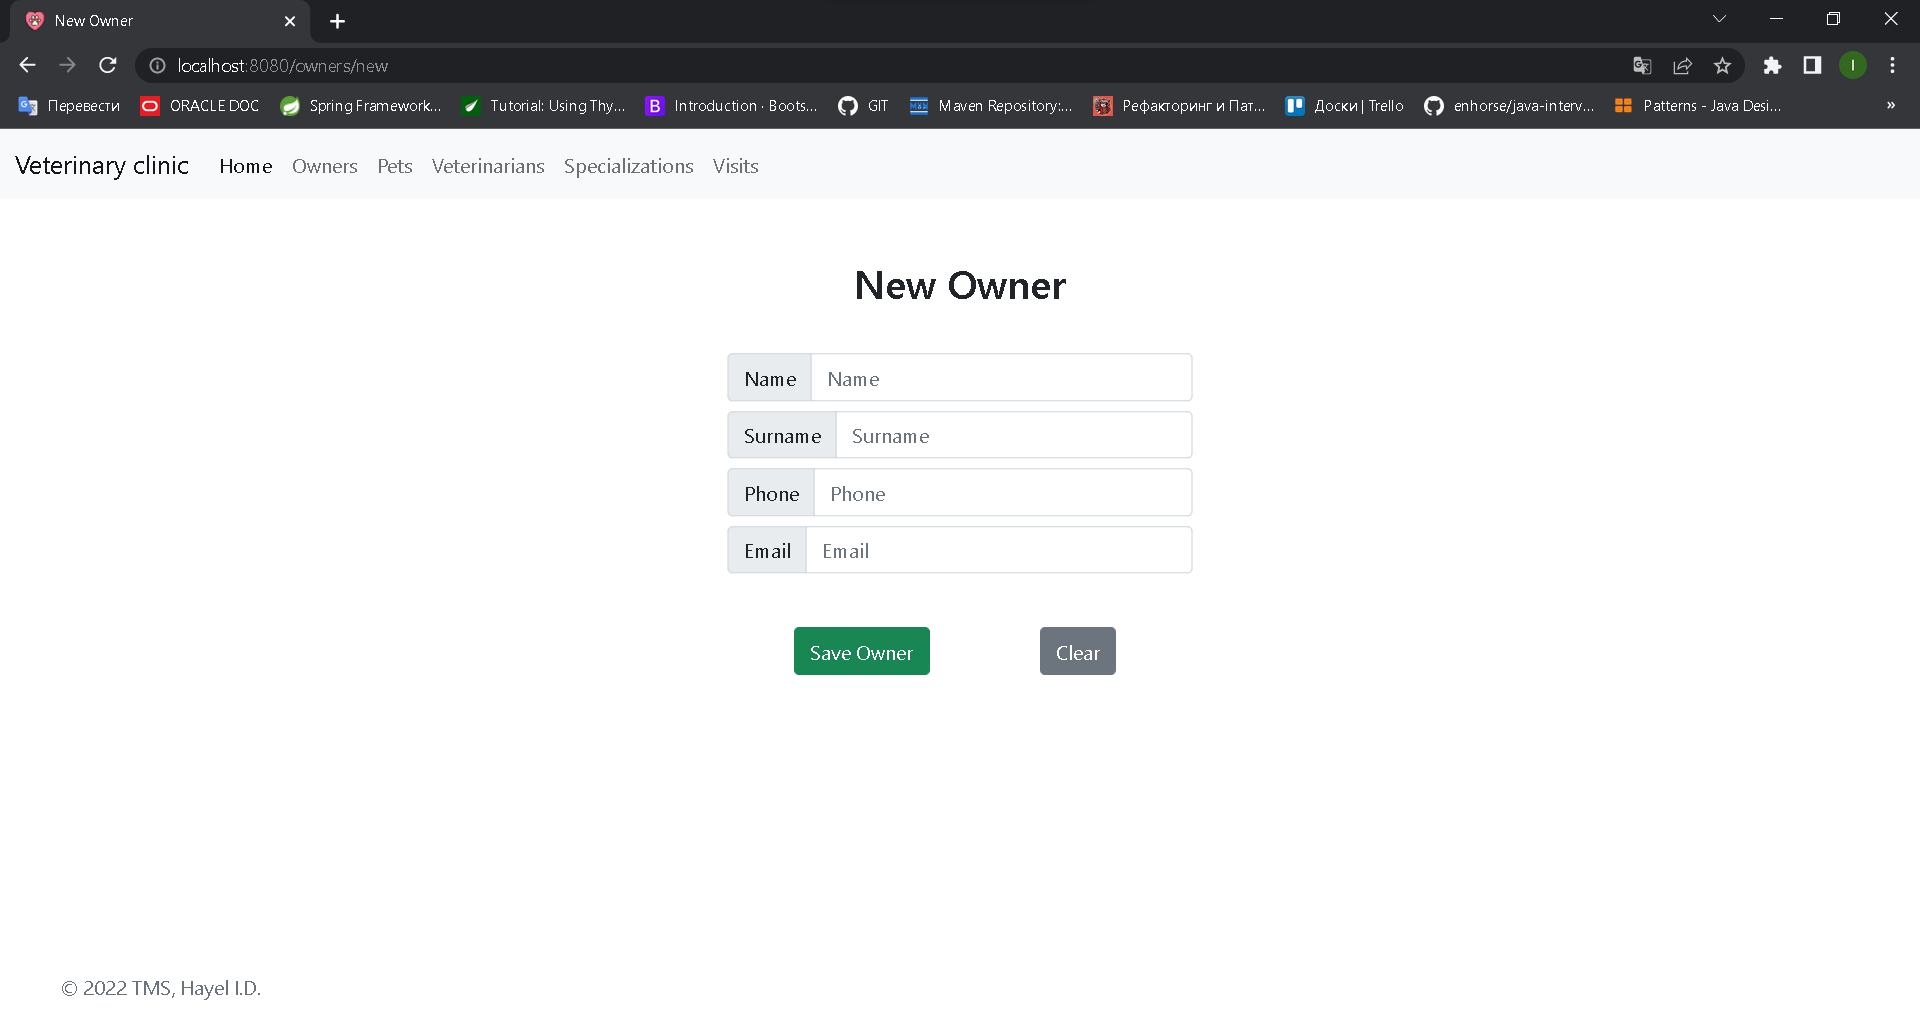 New Owner
localhost:8080/owners/new
Перевести ORACLE DOC Spring Framework... Tutorial: Using Thy... Introduction · Boots... GIT Maven Repository:... Рефакторинг и Пат... Доски | Trello enhorse/java-interv... Patterns - Java Desi... »
Veterinary clinic Home Owners Pets Veterinarians Specializations Visits
New Owner
Name Name
Surname Surname
Phone Phone
Email Email
Save Owner Clear
© 2022 TMS, Hayel I.D.